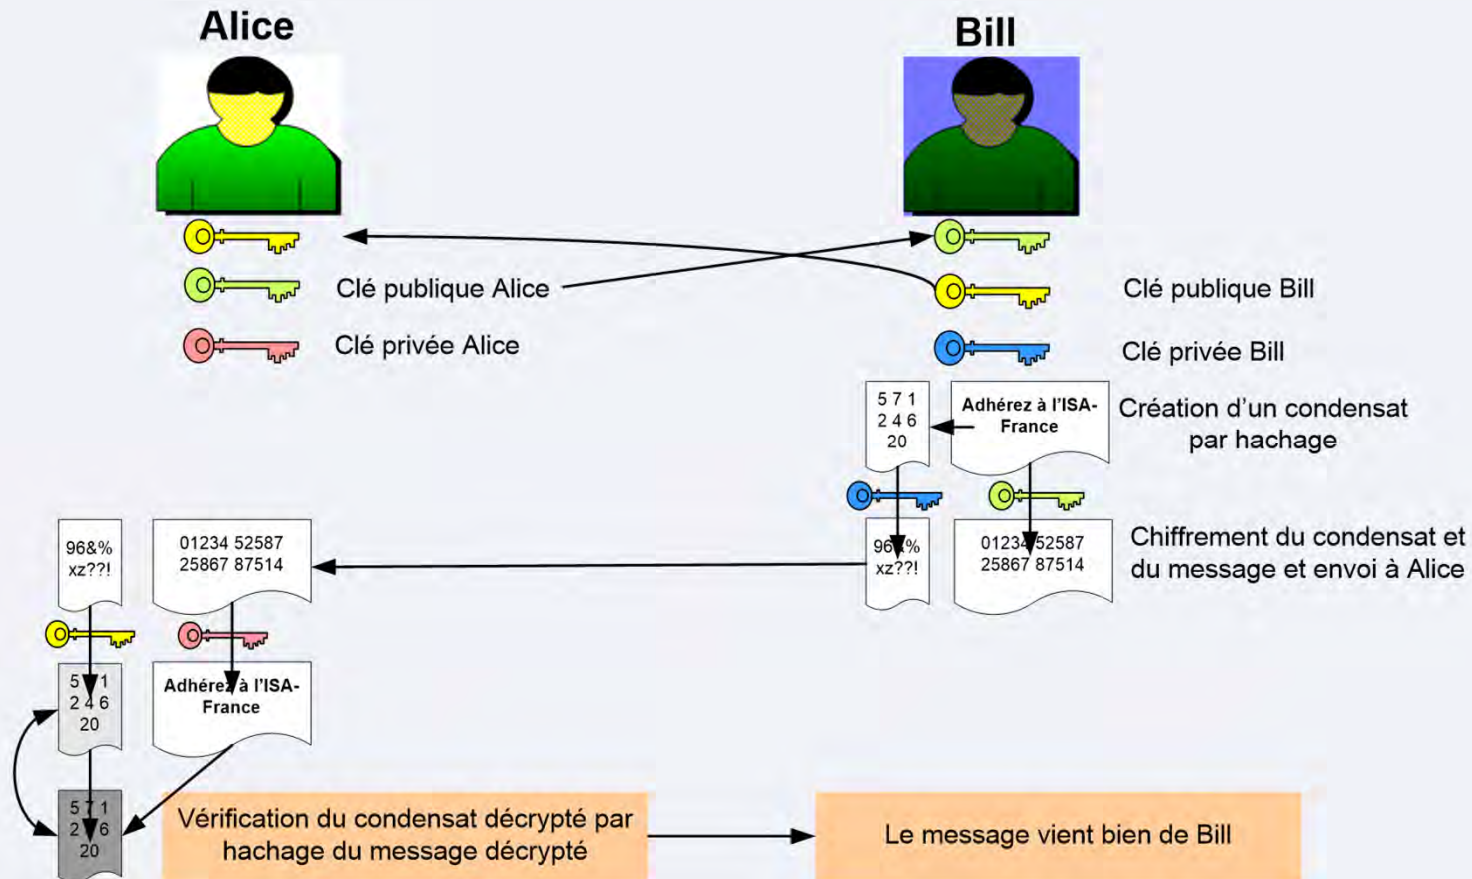 Alice
Bill
Clé publique Alice
Clé publique Bill
Clé privée Alice
Clé privée Bill
5 7 1
2 4 6
20
Adhérez à l'ISA-
France
Création d'un condensat
par hachage
96&%
xz??!
01234 52587
25867 87514
96&%
xz??!
01234 52587
25867 87514
Chiffrement du condensat et
du message et envoi à Alice
5 7 1
2 4 6
20
Adhérez à l'ISA-
France
5 7 1
2 4 6
20
Vérification du condensat décrypté par
hachage du message décrypté
Le message vient bien de Bill